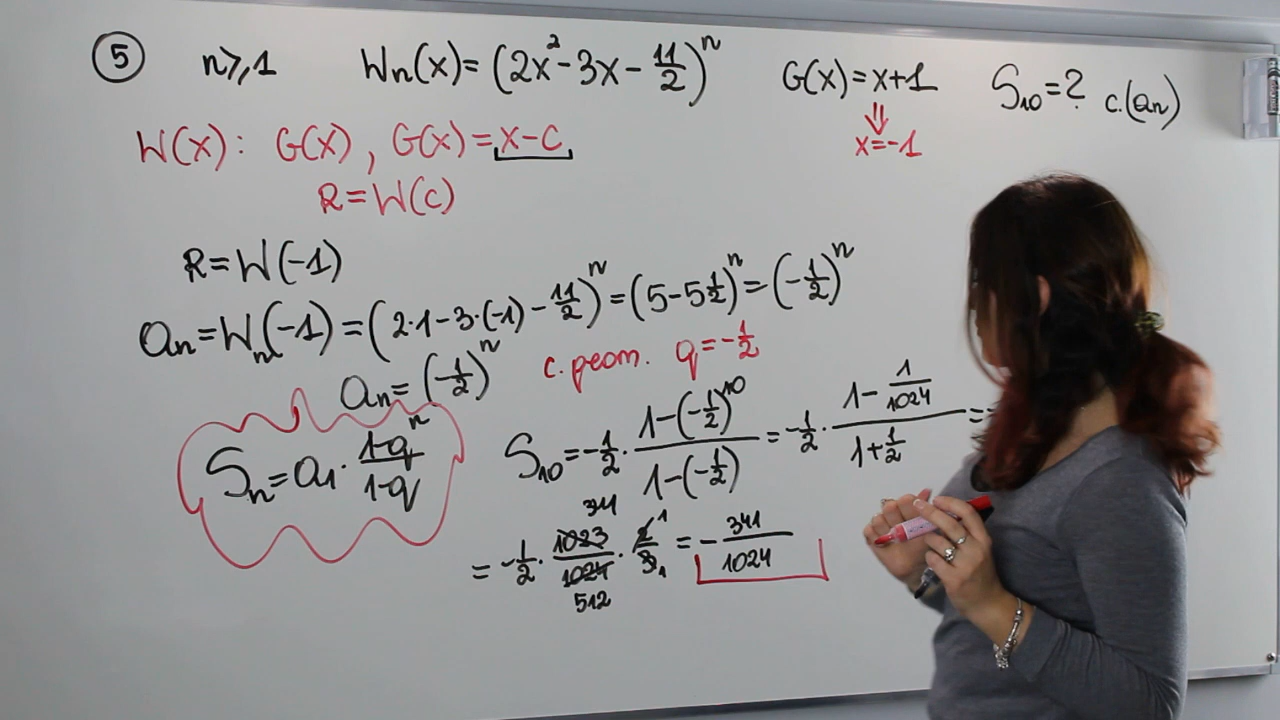 ⑤ n⩾1 Wn(x)=(2x²-3x-11/2)ⁿ G(x)=x+1 S₁₀=? c.(an)
⇓
W(x): G(x), G(x)=x-c x=-1
R=W(c)
R=W(-1)
an=Wn(-1)=(2·1-3·(-1)-11/2)ⁿ=(5-5½)ⁿ=(-½)ⁿ
an=(-½)ⁿ c. geom. q=-½
Sn=a₁·(1-qⁿ)/(1-q)
S₁₀=-½·(1-(-½)¹⁰)/(1-(-½))=-½·(1-1/1024)/(1+½)=
341 1
=-½·1023/1024·2/3=-341/1024
512 1